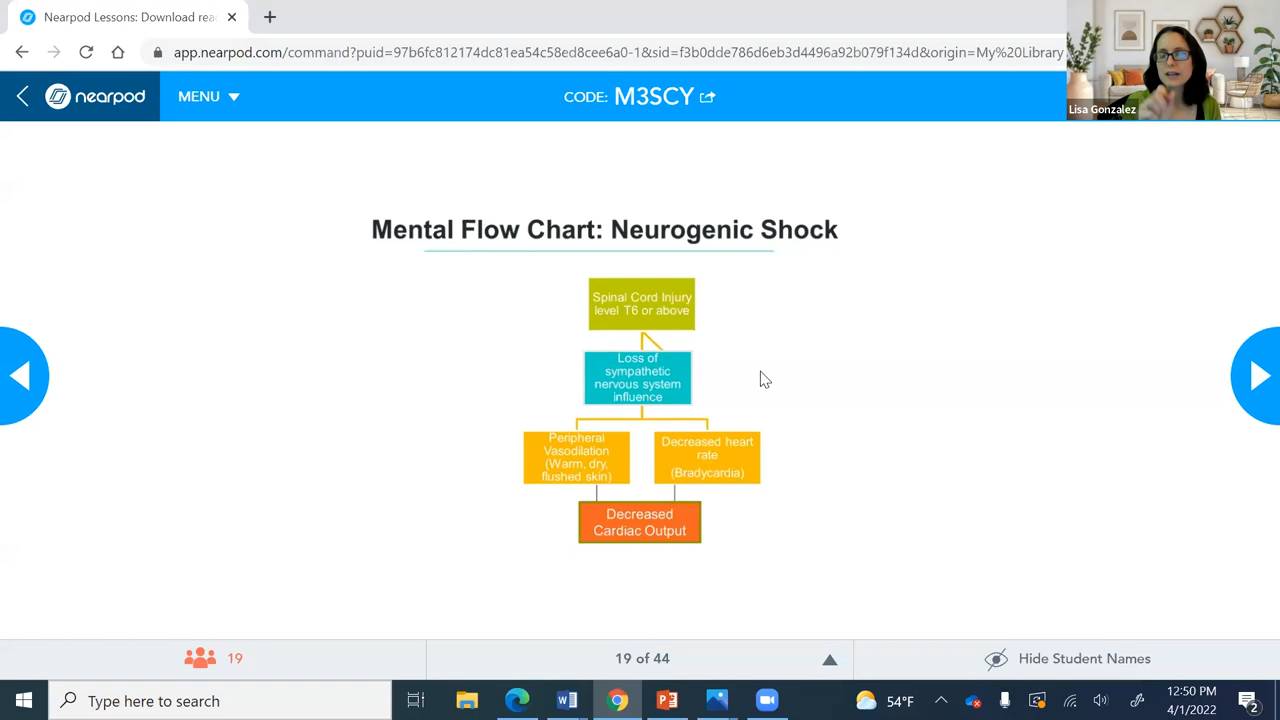 Nearpod Lessons: Download rea
app.nearpod.com/command?puid=97b6fc812174dc81ea54c58ed8cee6a0-1&sid=f3b0dde786d6eb3d4496a92b079f134d&origin=My%20Library
Lisa Gonzalez
nearpod
MENU
CODE: M3SCY
Mental Flow Chart: Neurogenic Shock
Spinal Cord Injury
level T6 or above
Loss of
sympathetic
nervous system
influence
Peripheral
Vasodilation
(Warm, dry,
flushed skin)
Decreased heart
rate
(Bradycardia)
Decreased
Cardiac Output
19
19 of 44
Hide Student Names
Type here to search
54°F
12:50 PM
4/1/2022
2